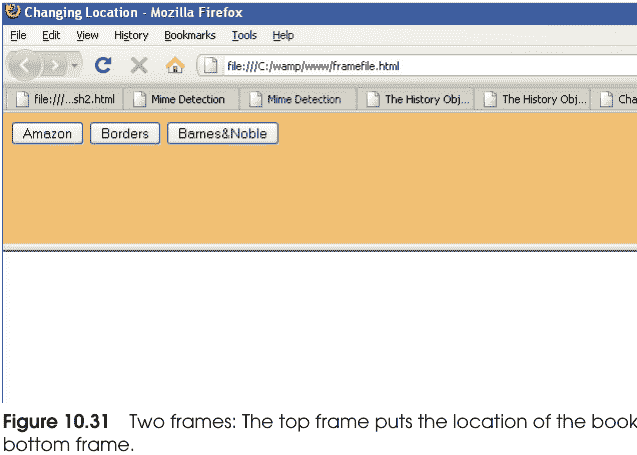 Changing Location - Mozilla Firefox
File Edit View History Bookmarks Tools Help
file:///C:/wamp/www/framefile.html
file:///...sh2.html Mime Detection Mime Detection The History Obj... The History Obj... Cha
Amazon Borders Barnes&Noble
Figure 10.31 Two frames: The top frame puts the location of the book
bottom frame.